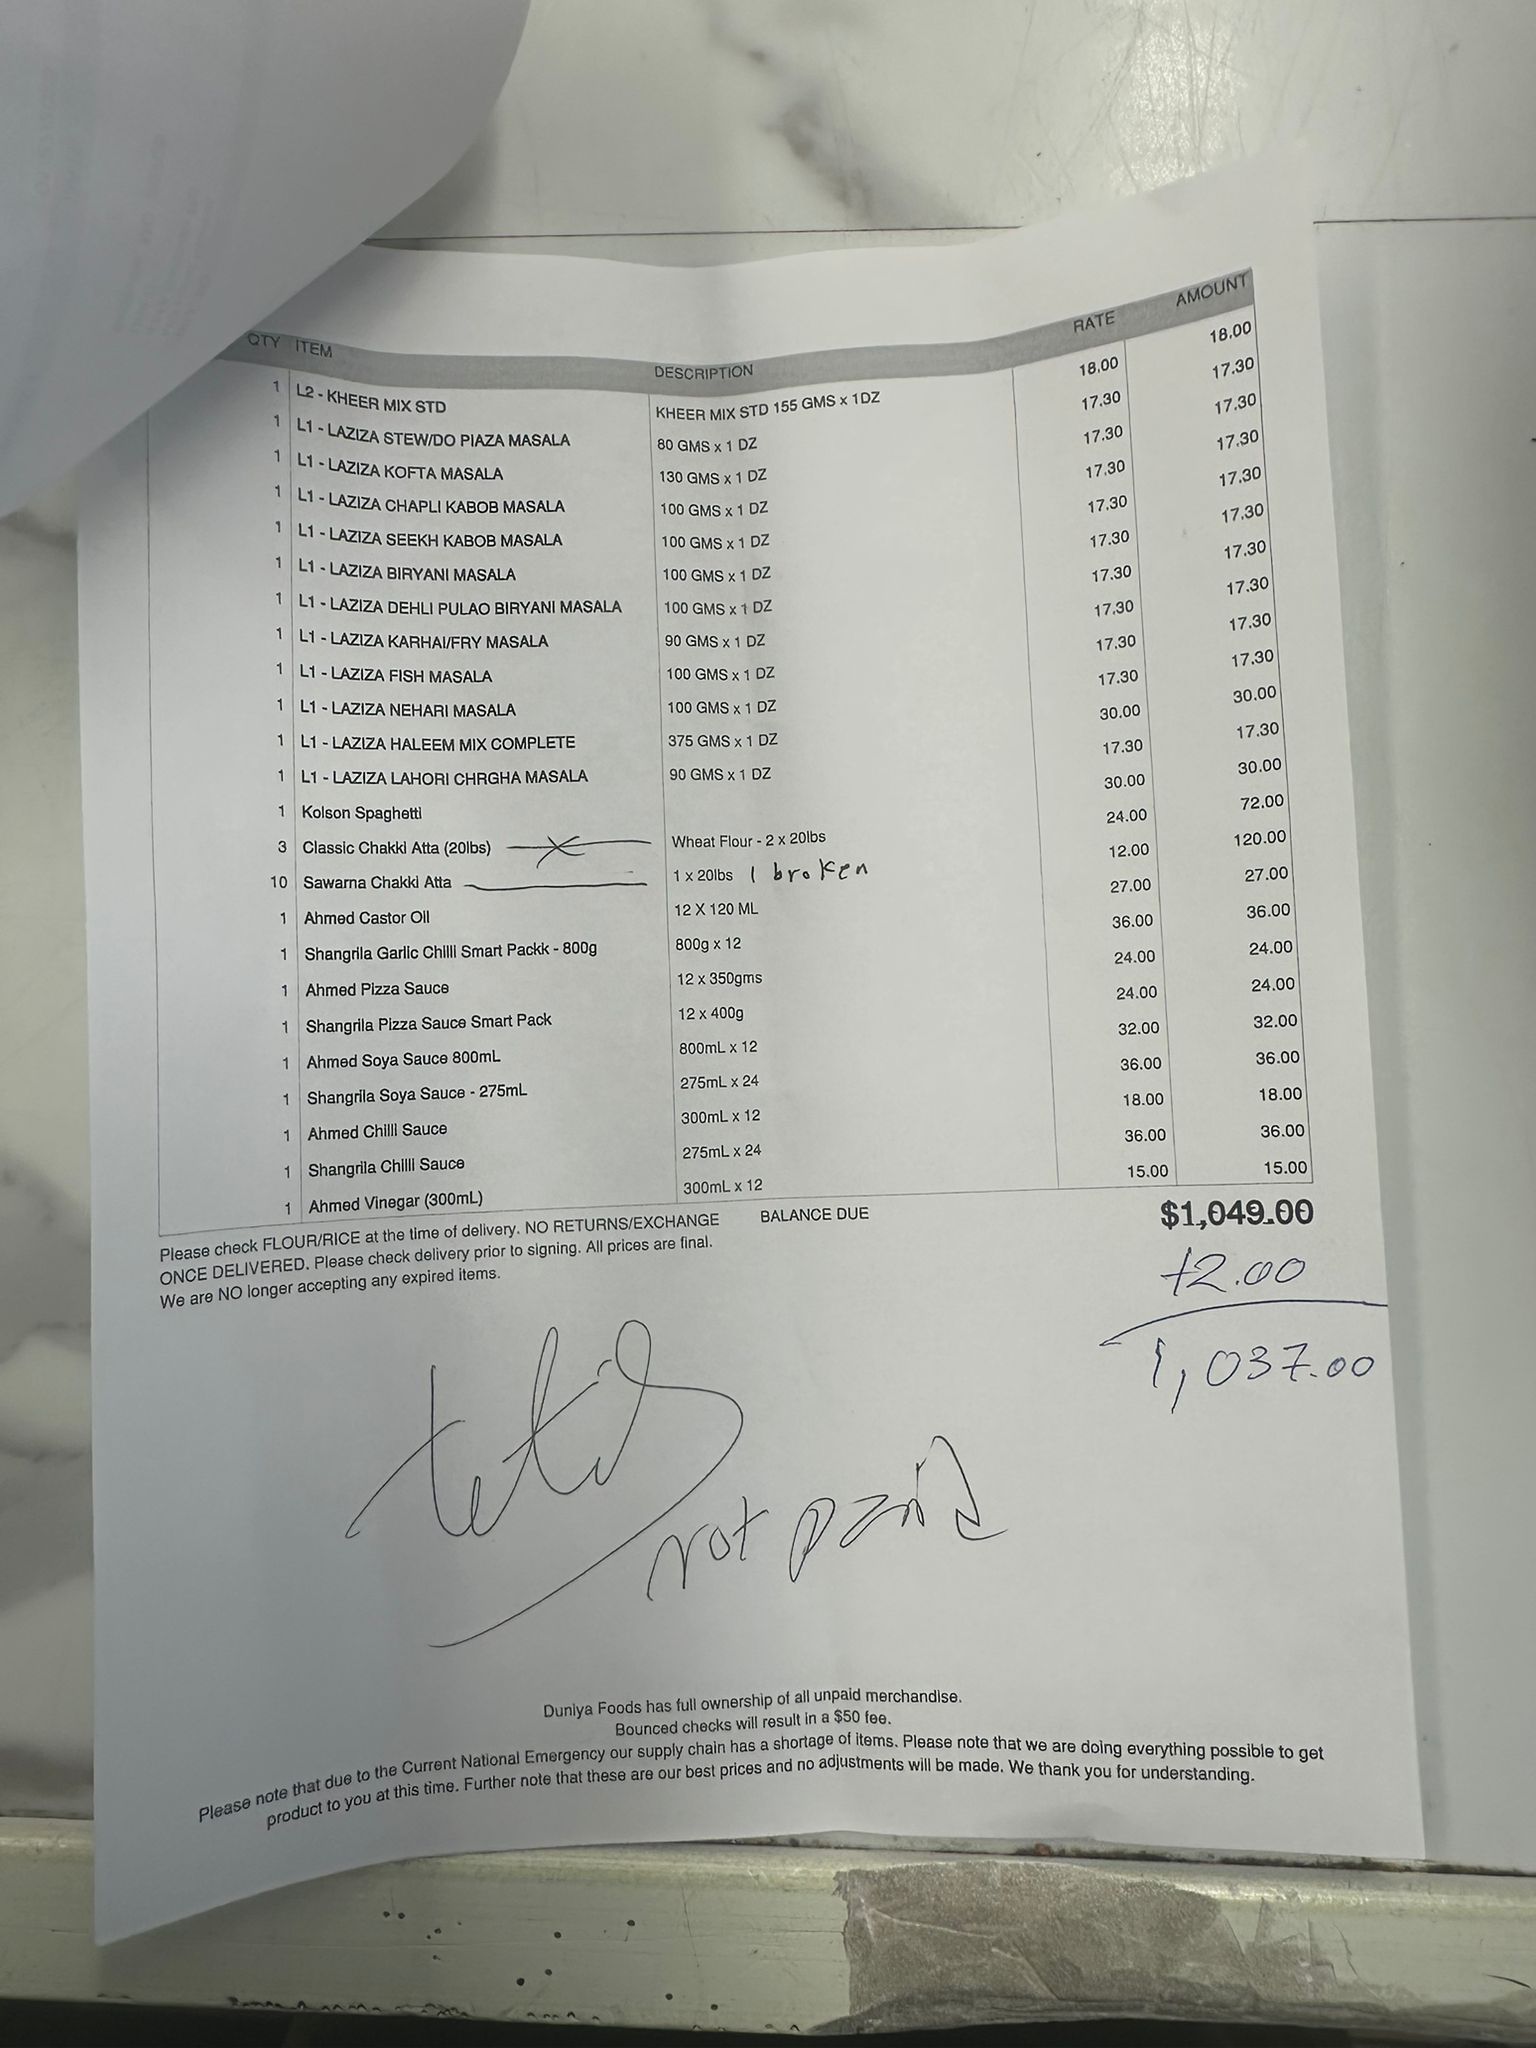 QTY ITEM DESCRIPTION RATE AMOUNT
1 L2 - KHEER MIX STD KHEER MIX STD 155 GMS x 1DZ 18.00 18.00
1 L1 - LAZIZA STEW/DO PIAZA MASALA 80 GMS x 1 DZ 17.30 17.30
1 L1 - LAZIZA KOFTA MASALA 130 GMS x 1 DZ 17.30 17.30
1 L1 - LAZIZA CHAPLI KABOB MASALA 100 GMS x 1 DZ 17.30 17.30
1 L1 - LAZIZA SEEKH KABOB MASALA 100 GMS x 1 DZ 17.30 17.30
1 L1 - LAZIZA BIRYANI MASALA 100 GMS x 1 DZ 17.30 17.30
1 L1 - LAZIZA DEHLI PULAO BIRYANI MASALA 100 GMS x 1 DZ 17.30 17.30
1 L1 - LAZIZA KARHAI/FRY MASALA 90 GMS x 1 DZ 17.30 17.30
1 L1 - LAZIZA FISH MASALA 100 GMS x 1 DZ 17.30 17.30
1 L1 - LAZIZA NEHARI MASALA 100 GMS x 1 DZ 17.30 17.30
1 L1 - LAZIZA HALEEM MIX COMPLETE 375 GMS x 1 DZ 30.00 30.00
1 L1 - LAZIZA LAHORI CHRGHA MASALA 90 GMS x 1 DZ 17.30 17.30
1 Kolson Spaghetti 30.00 30.00
3 Classic Chakki Atta (20lbs) Wheat Flour - 2 x 20lbs 24.00 72.00
10 Sawarna Chakki Atta 1 x 20lbs 1 broken 12.00 120.00
1 Ahmed Castor Oil 12 X 120 ML 27.00 27.00
1 Shangrila Garlic Chilli Smart Packk - 800g 800g x 12 36.00 36.00
1 Ahmed Pizza Sauce 12 x 350gms 24.00 24.00
1 Shangrila Pizza Sauce Smart Pack 12 x 400g 24.00 24.00
1 Ahmed Soya Sauce 800mL 800mL x 12 32.00 32.00
1 Shangrila Soya Sauce - 275mL 275mL x 24 36.00 36.00
1 Ahmed Chilli Sauce 300mL x 12 18.00 18.00
1 Shangrila Chilli Sauce 275mL x 24 36.00 36.00
1 Ahmed Vinegar (300mL) 300mL x 12 15.00 15.00
Please check FLOUR/RICE at the time of delivery. NO RETURNS/EXCHANGE BALANCE DUE $1,049.00
ONCE DELIVERED. Please check delivery prior to signing. All prices are final.
We are NO longer accepting any expired items.
12.00
1,037.00
not paid
Duniya Foods has full ownership of all unpaid merchandise.
Bounced checks will result in a $50 fee.
Please note that due to the Current National Emergency our supply chain has a shortage of items. Please note that we are doing everything possible to get
product to you at this time. Further note that these are our best prices and no adjustments will be made. We thank you for understanding.